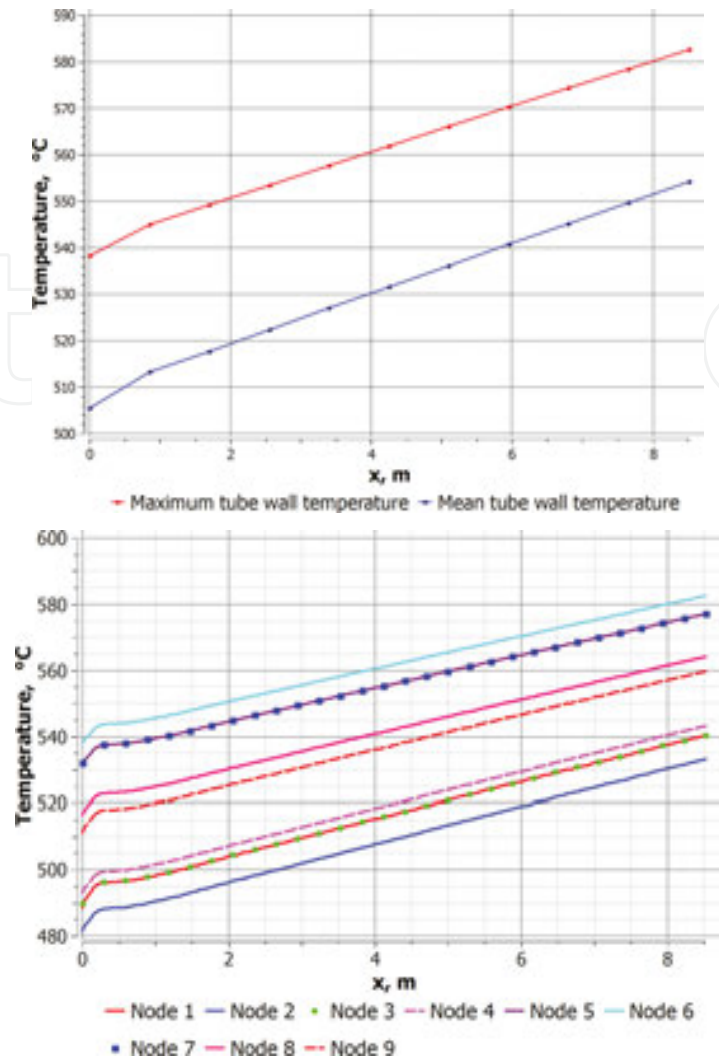 590
580
570
560
550
540
530
520
510
500
Temperature, °C
0 2 4 6 8
x, m
Maximum tube wall temperature Mean tube wall temperature
600
580
560
540
520
500
480
Temperature, °C
0 2 4 6 8
x, m
Node 1 Node 2 Node 3 Node 4 Node 5 Node 6
Node 7 Node 8 Node 9